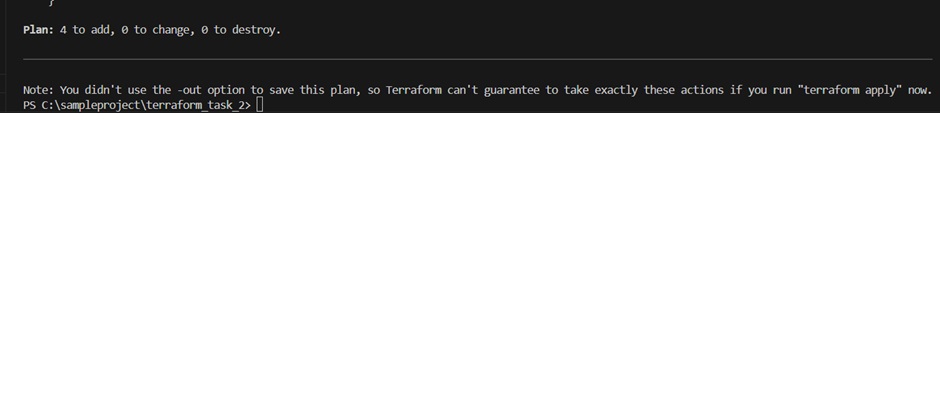 }
Plan: 4 to add, 0 to change, 0 to destroy.
Note: You didn't use the -out option to save this plan, so Terraform can't guarantee to take exactly these actions if you run "terraform apply" now.
PS C:\sampleproject\terraform_task_2>